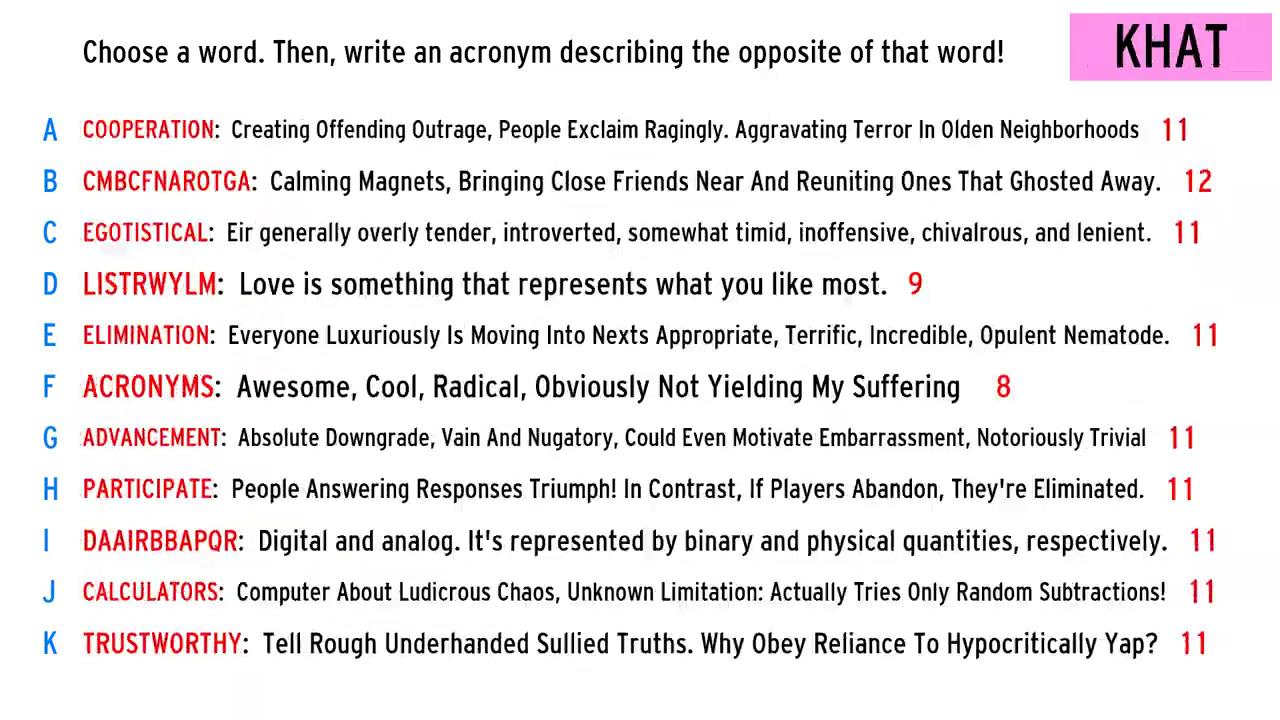 Choose a word. Then, write an acronym describing the opposite of that word!
KHAT
A COOPERATION: Creating Offending Outrage, People Exclaim Ragingly. Aggravating Terror In Olden Neighborhoods 11
B CMBCFNAROTGA: Calming Magnets, Bringing Close Friends Near And Reuniting Ones That Ghosted Away. 12
C EGOTISTICAL: Eir generally overly tender, introverted, somewhat timid, inoffensive, chivalrous, and lenient. 11
D LISTRWYLM: Love is something that represents what you like most. 9
E ELIMINATION: Everyone Luxuriously Is Moving Into Nexts Appropriate, Terrific, Incredible, Opulent Nematode. 11
F ACRONYMS: Awesome, Cool, Radical, Obviously Not Yielding My Suffering 8
G ADVANCEMENT: Absolute Downgrade, Vain And Nugatory, Could Even Motivate Embarrassment, Notoriously Trivial 11
H PARTICIPATE: People Answering Responses Triumph! In Contrast, If Players Abandon, They're Eliminated. 11
I DAAIRBBAPQR: Digital and analog. It's represented by binary and physical quantities, respectively. 11
J CALCULATORS: Computer About Ludicrous Chaos, Unknown Limitation: Actually Tries Only Random Subtractions! 11
K TRUSTWORTHY: Tell Rough Underhanded Sullied Truths. Why Obey Reliance To Hypocritically Yap? 11